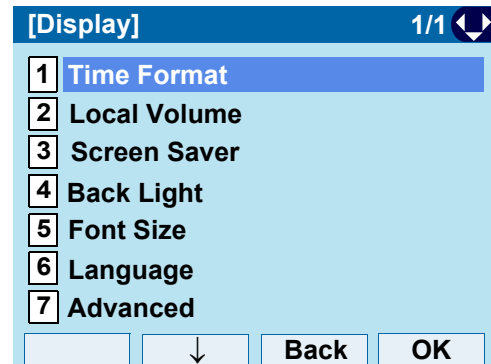 [Display] 1/1
1 Time Format
2 Local Volume
3 Screen Saver
4 Back Light
5 Font Size
6 Language
7 Advanced
↓ Back OK